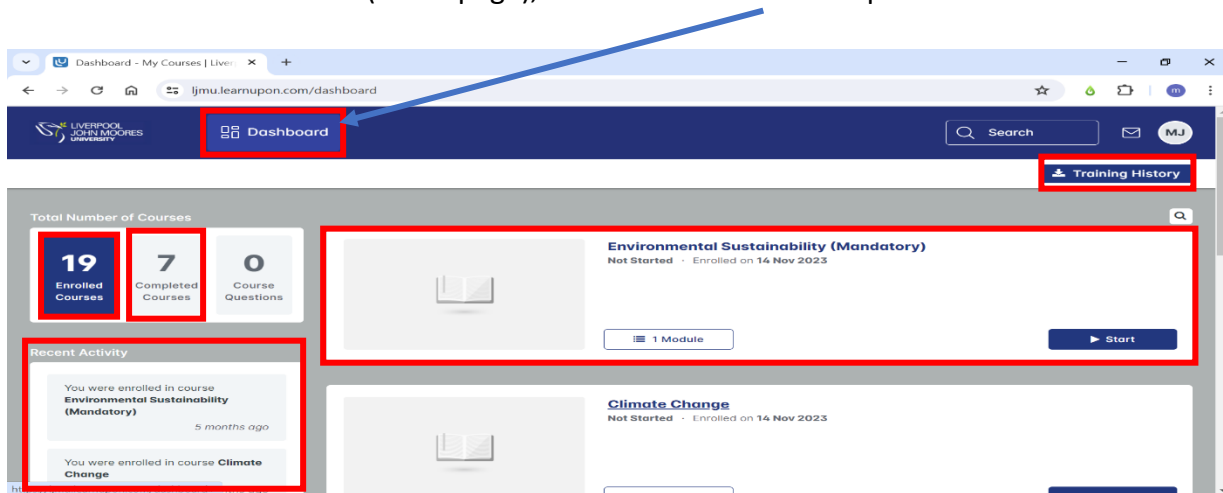 Dashboard - My Courses | Liver
ljmu.learnupon.com/dashboard
m
LIVERPOOL
JOHN MOORES
UNIVERSITY
Dashboard
Search
MJ
Training History
Total Number of Courses
19
Enrolled
Courses
7
Completed
Courses
0
Course
Questions
Environmental Sustainability (Mandatory)
Not Started · Enrolled on 14 Nov 2023
1 Module
Start
Recent Activity
You were enrolled in course
Environmental Sustainability
(Mandatory)
5 months ago
You were enrolled in course Climate
Change
Climate Change
Not Started · Enrolled on 14 Nov 2023